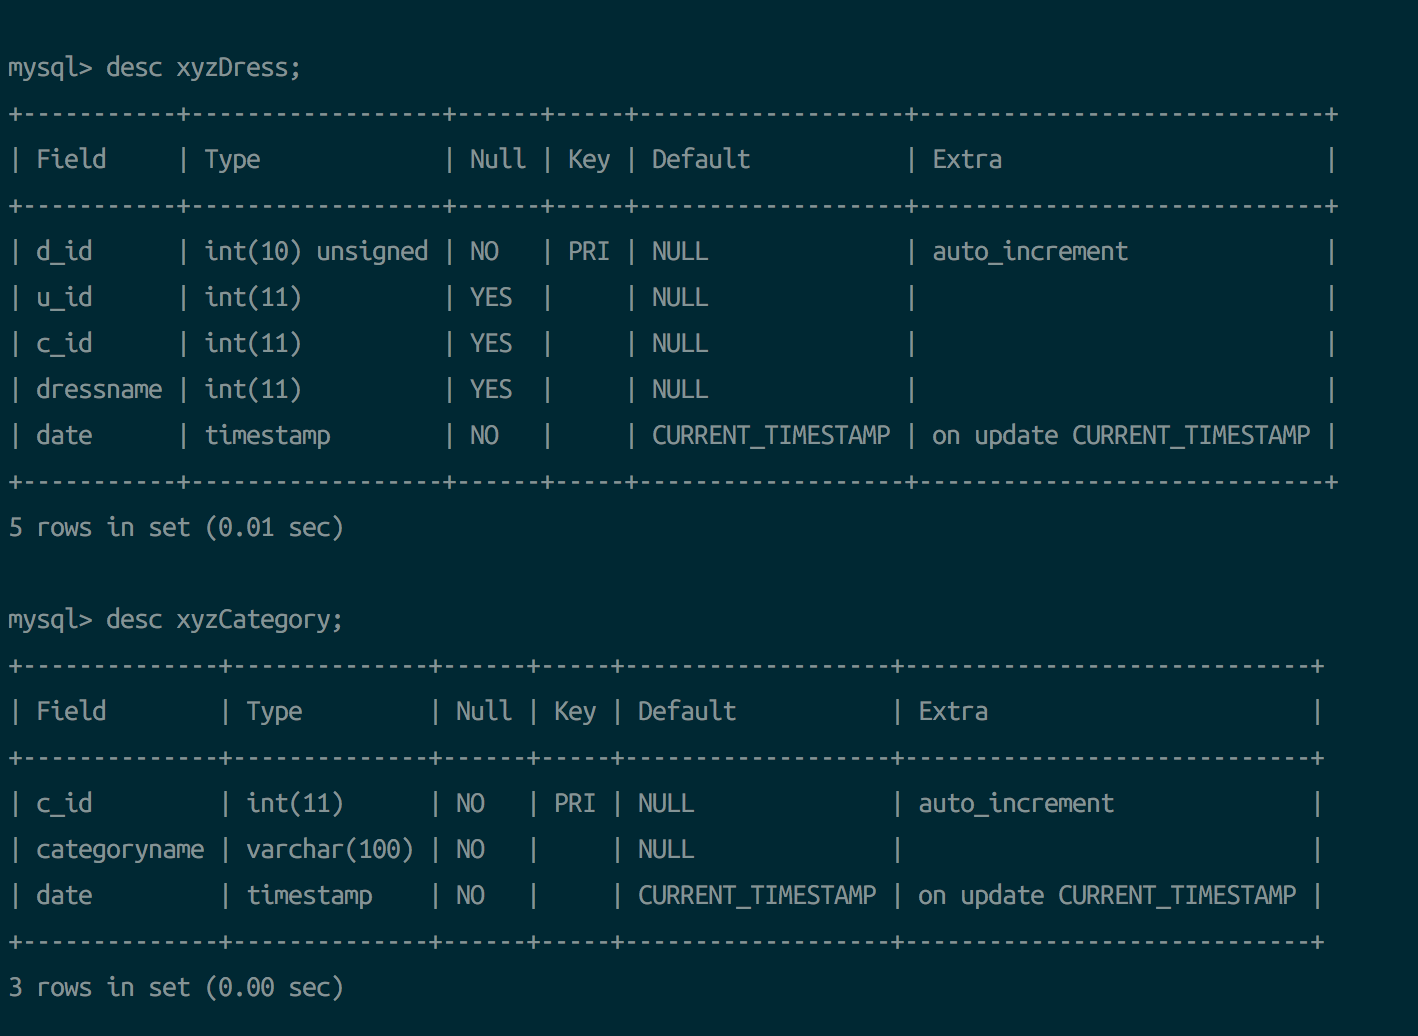 mysql> desc xyzDress;
+-----------+------------------+------+-----+-------------------+-----------------------------+
| Field     | Type             | Null | Key | Default           | Extra                       |
+-----------+------------------+------+-----+-------------------+-----------------------------+
| d_id      | int(10) unsigned | NO   | PRI | NULL              | auto_increment              |
| u_id      | int(11)          | YES  |     | NULL              |                             |
| c_id      | int(11)          | YES  |     | NULL              |                             |
| dressname | int(11)          | YES  |     | NULL              |                             |
| date      | timestamp        | NO   |     | CURRENT_TIMESTAMP | on update CURRENT_TIMESTAMP |
+-----------+------------------+------+-----+-------------------+-----------------------------+
5 rows in set (0.01 sec)

mysql> desc xyzCategory;
+--------------+--------------+------+-----+-------------------+-----------------------------+
| Field        | Type         | Null | Key | Default           | Extra                       |
+--------------+--------------+------+-----+-------------------+-----------------------------+
| c_id         | int(11)      | NO   | PRI | NULL              | auto_increment              |
| categoryname | varchar(100) | NO   |     | NULL              |                             |
| date         | timestamp    | NO   |     | CURRENT_TIMESTAMP | on update CURRENT_TIMESTAMP |
+--------------+--------------+------+-----+-------------------+-----------------------------+
3 rows in set (0.00 sec)